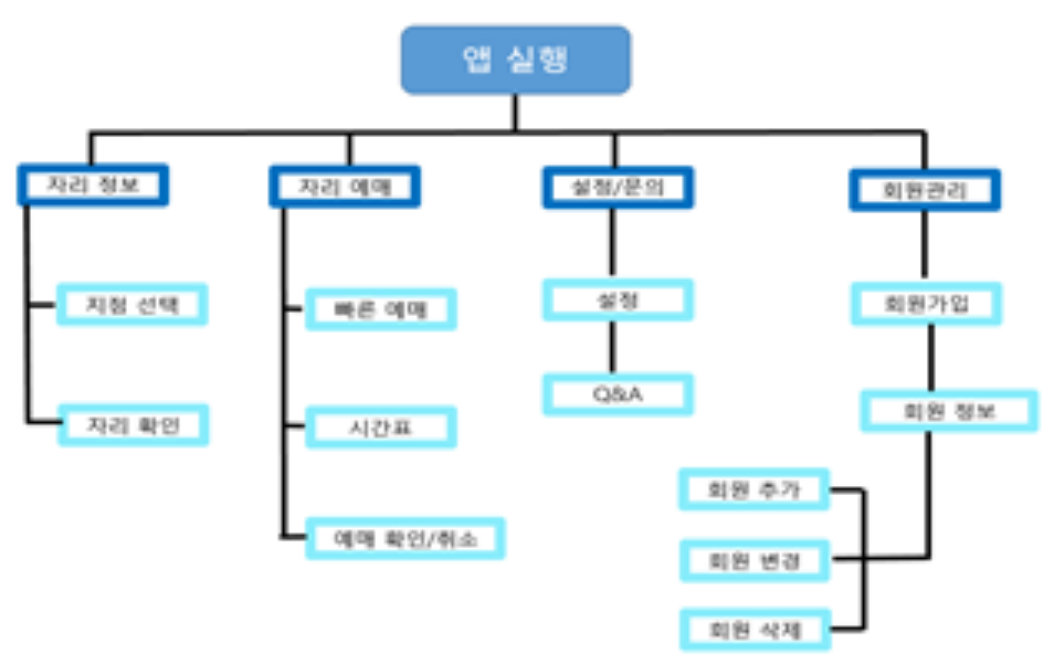 앱 실행
자리 정보
자리 예매
설정/문의
회원관리
지점 선택
빠른 예매
설정
회원가입
자리 확인
시간표
Q&A
회원 정보
예매 확인/취소
회원 추가
회원 변경
회원 삭제